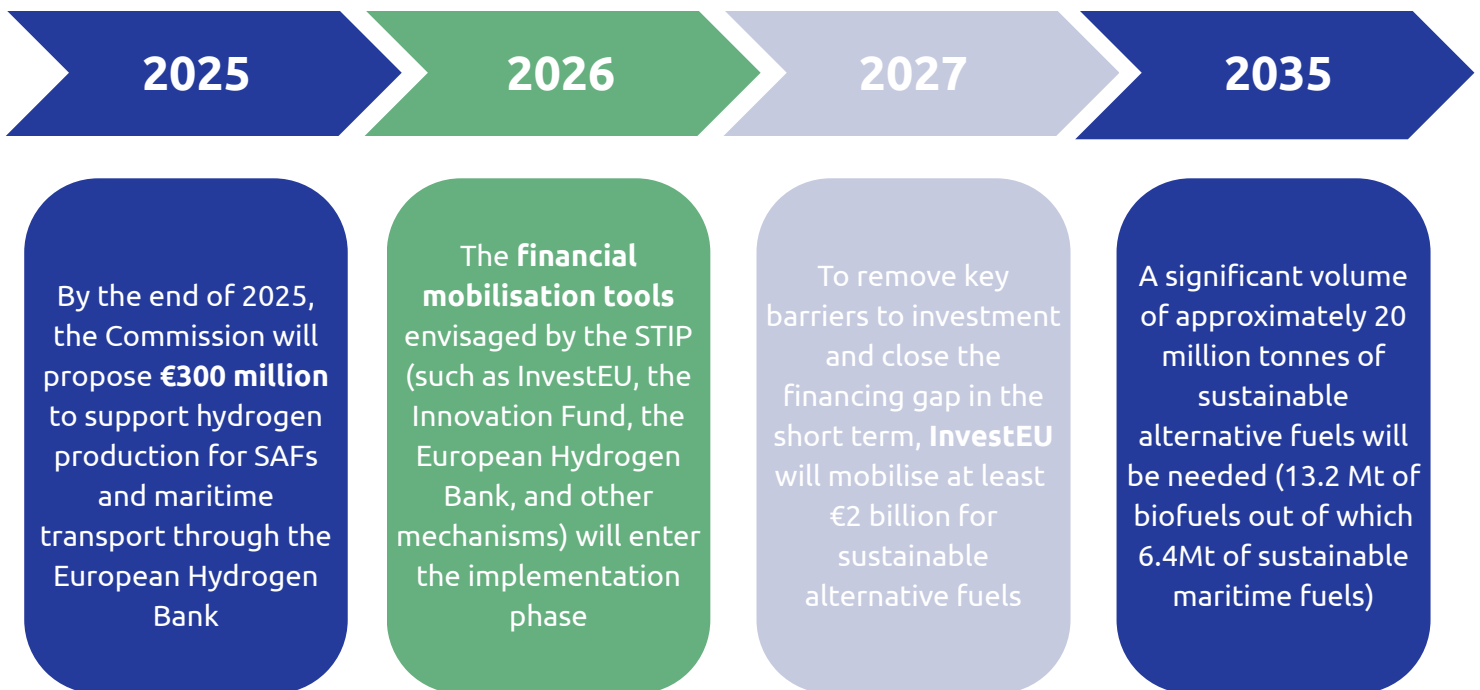 2025
2026
2027
2035
By the end of 2025,
the Commission will
propose €300 million
to support hydrogen
production for SAFs
and maritime
transport through the
European Hydrogen
Bank
The financial
mobilisation tools
envisaged by the STIP
(such as InvestEU, the
Innovation Fund, the
European Hydrogen
Bank, and other
mechanisms) will enter
the implementation
phase
To remove key
barriers to investment
and close the
financing gap in the
short term, InvestEU
will mobilise at least
€2 billion for
sustainable
alternative fuels
A significant volume
of approximately 20
million tonnes of
sustainable
alternative fuels will
be needed (13.2 Mt of
biofuels out of which
6.4Mt of sustainable
maritime fuels)